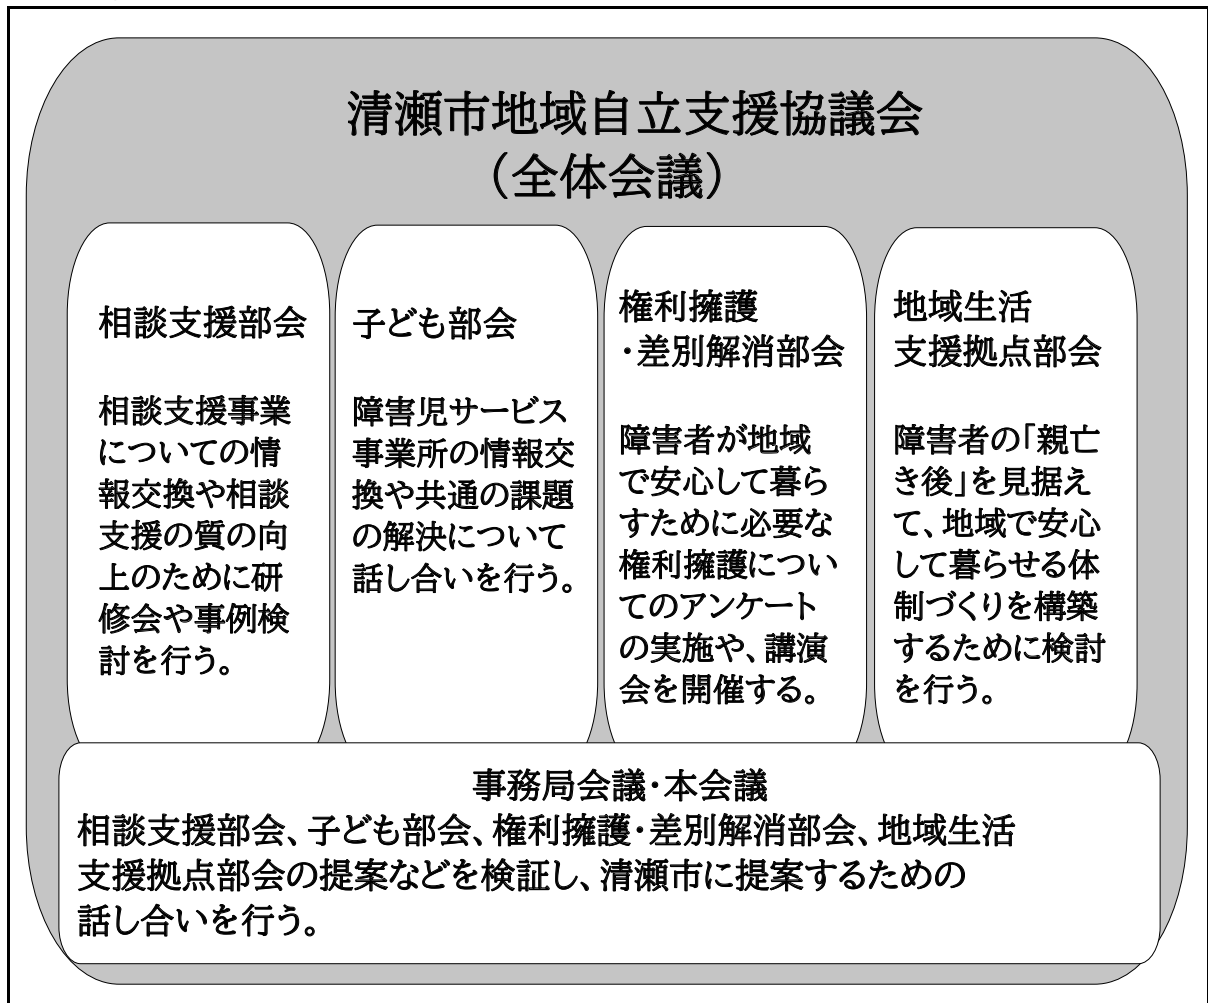 清瀬市地域自立支援協議会
（全体会議）
相談支援部会
相談支援事業
についての情
報交換や相談
支援の質の向
上のために研
修会や事例検
討を行う。
子ども部会
障害児サービス
事業所の情報交
換や共通の課題
の解決について
話し合いを行う。
権利擁護
・差別解消部会
障害者が地域
で安心して暮ら
すために必要な
権利擁護につい
てのアンケート
の実施や、講演
会を開催する。
地域生活
支援拠点部会
障害者の「親亡
き後」を見据え
て、地域で安心
して暮らせる体
制づくりを構築
するために検討
を行う。
事務局会議・本会議
相談支援部会、子ども部会、権利擁護・差別解消部会、地域生活
支援拠点部会の提案などを検証し、清瀬市に提案するための
話し合いを行う。